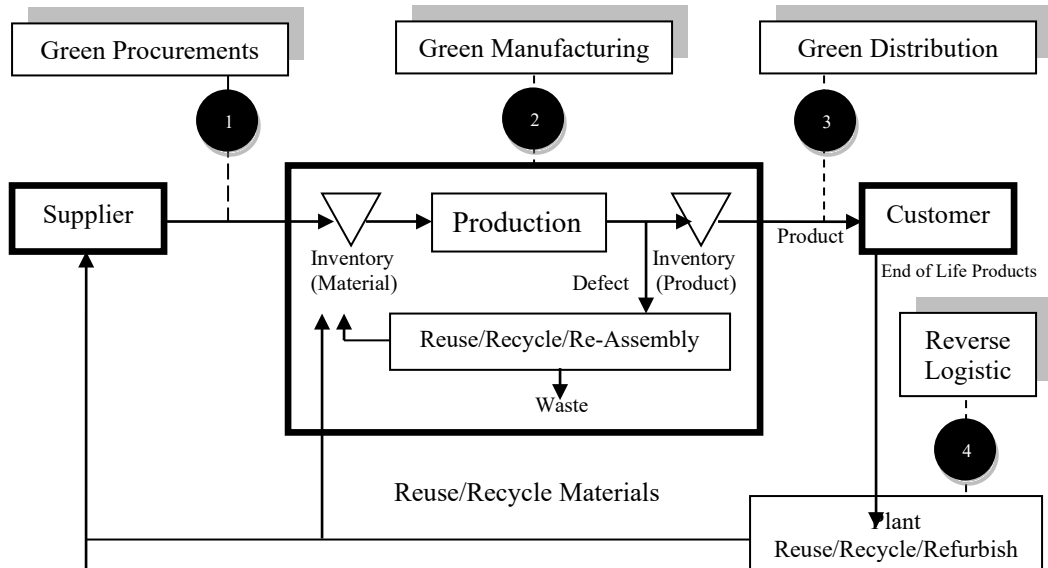 Green Procurements
Green Manufacturing
Green Distribution
1
2
3
Supplier
Production
Customer
Inventory
(Material)
Inventory
(Product)
Product
Defect
End of Life Products
Reuse/Recycle/Re-Assembly
Waste
Reverse
Logistic
4
Reuse/Recycle Materials
Plant
Reuse/Recycle/Refurbish